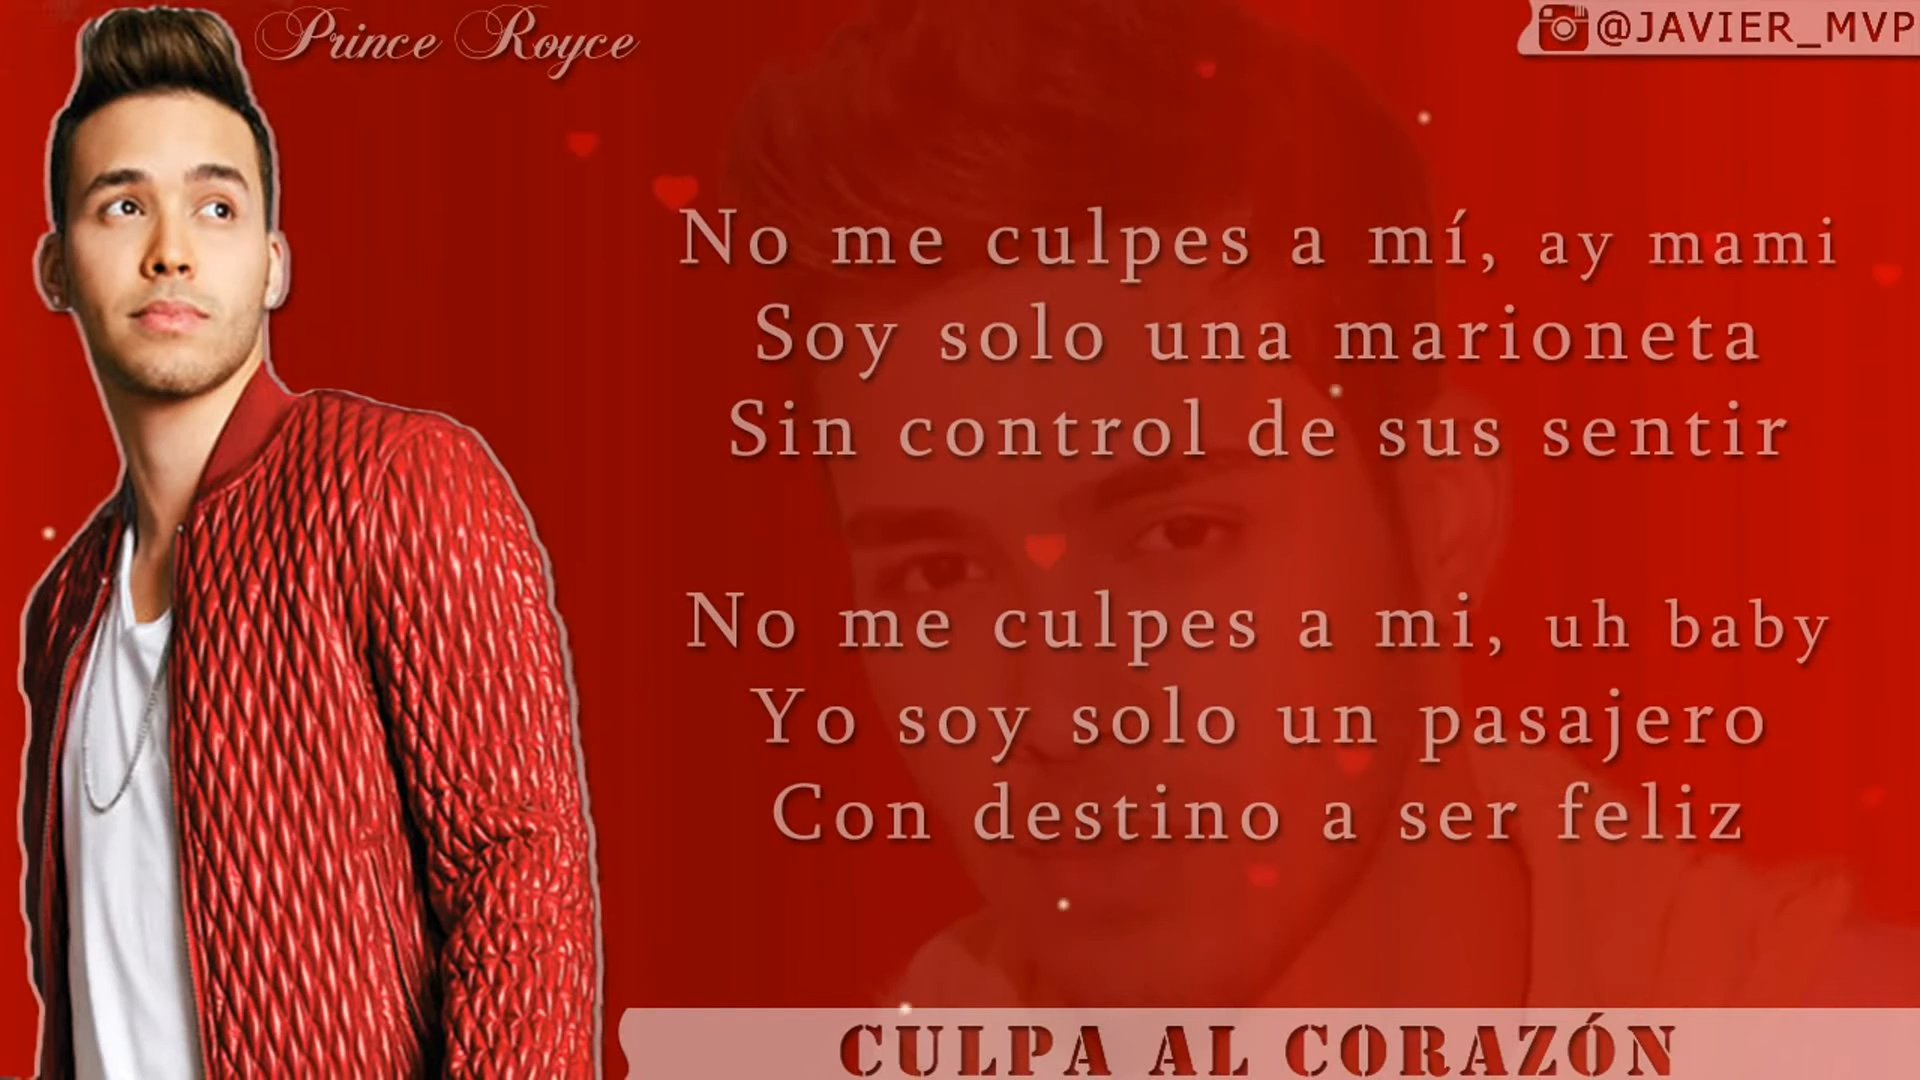 Prince Royce
@JAVIER_MVP
No me culpes a mí, ay mami
Soy solo una marioneta
Sin control de sus sentir
No me culpes a mi, uh baby
Yo soy solo un pasajero
Con destino a ser feliz
CULPA AL CORAZÓN